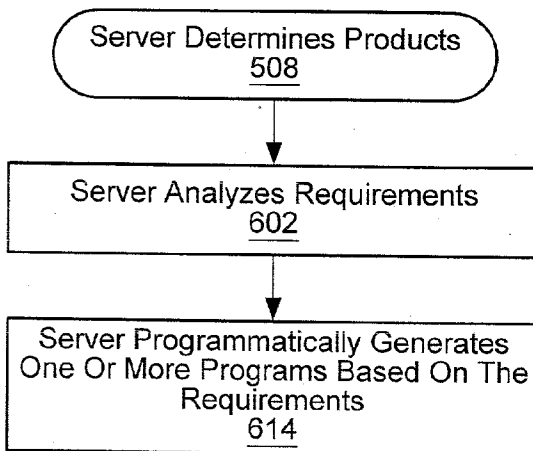 Server Determines Products
508
Server Analyzes Requirements
602
Server Programmatically Generates
One Or More Programs Based On The
Requirements
614